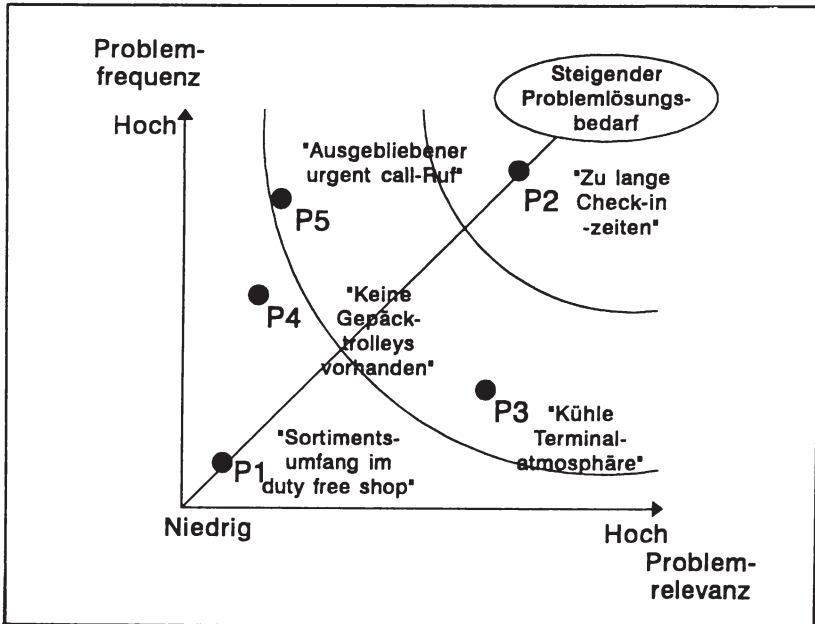 Problem-
frequenz
Hoch
Steigender
Problemlösungs-
bedarf
"Ausgebliebener
urgent call-Ruf"
P5
P2
"Zu lange
Check-in
-zeiten"
P4
"Keine
Gepäck-
trolleys
vorhanden"
P3
"Kühle
Terminal-
atmosphäre"
P1
"Sortiments-
umfang im
duty free shop"
Niedrig
Hoch
Problem-
relevanz